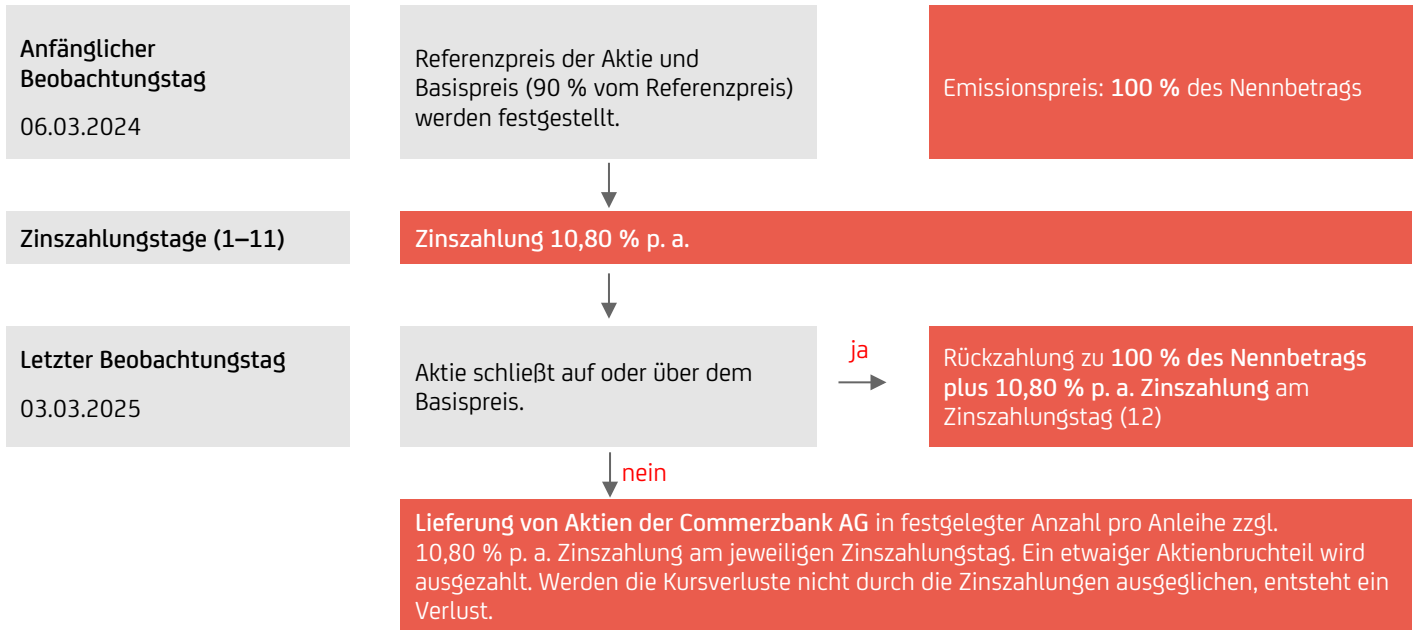 Anfänglicher
Beobachtungstag
06.03.2024
Referenzpreis der Aktie und
Basispreis (90 % vom Referenzpreis)
werden festgestellt.
Emissionspreis: 100 % des Nennbetrags
Zinszahlungstage (1–11)
Zinszahlung 10,80 % p. a.
Letzter Beobachtungstag
03.03.2025
Aktie schließt auf oder über dem
Basispreis.
ja
Rückzahlung zu 100 % des Nennbetrags
plus 10,80 % p. a. Zinszahlung am
Zinszahlungstag (12)
nein
Lieferung von Aktien der Commerzbank AG in festgelegter Anzahl pro Anleihe zzgl.
10,80 % p. a. Zinszahlung am jeweiligen Zinszahlungstag. Ein etwaiger Aktienbruchteil wird
ausgezahlt. Werden die Kursverluste nicht durch die Zinszahlungen ausgeglichen, entsteht ein
Verlust.